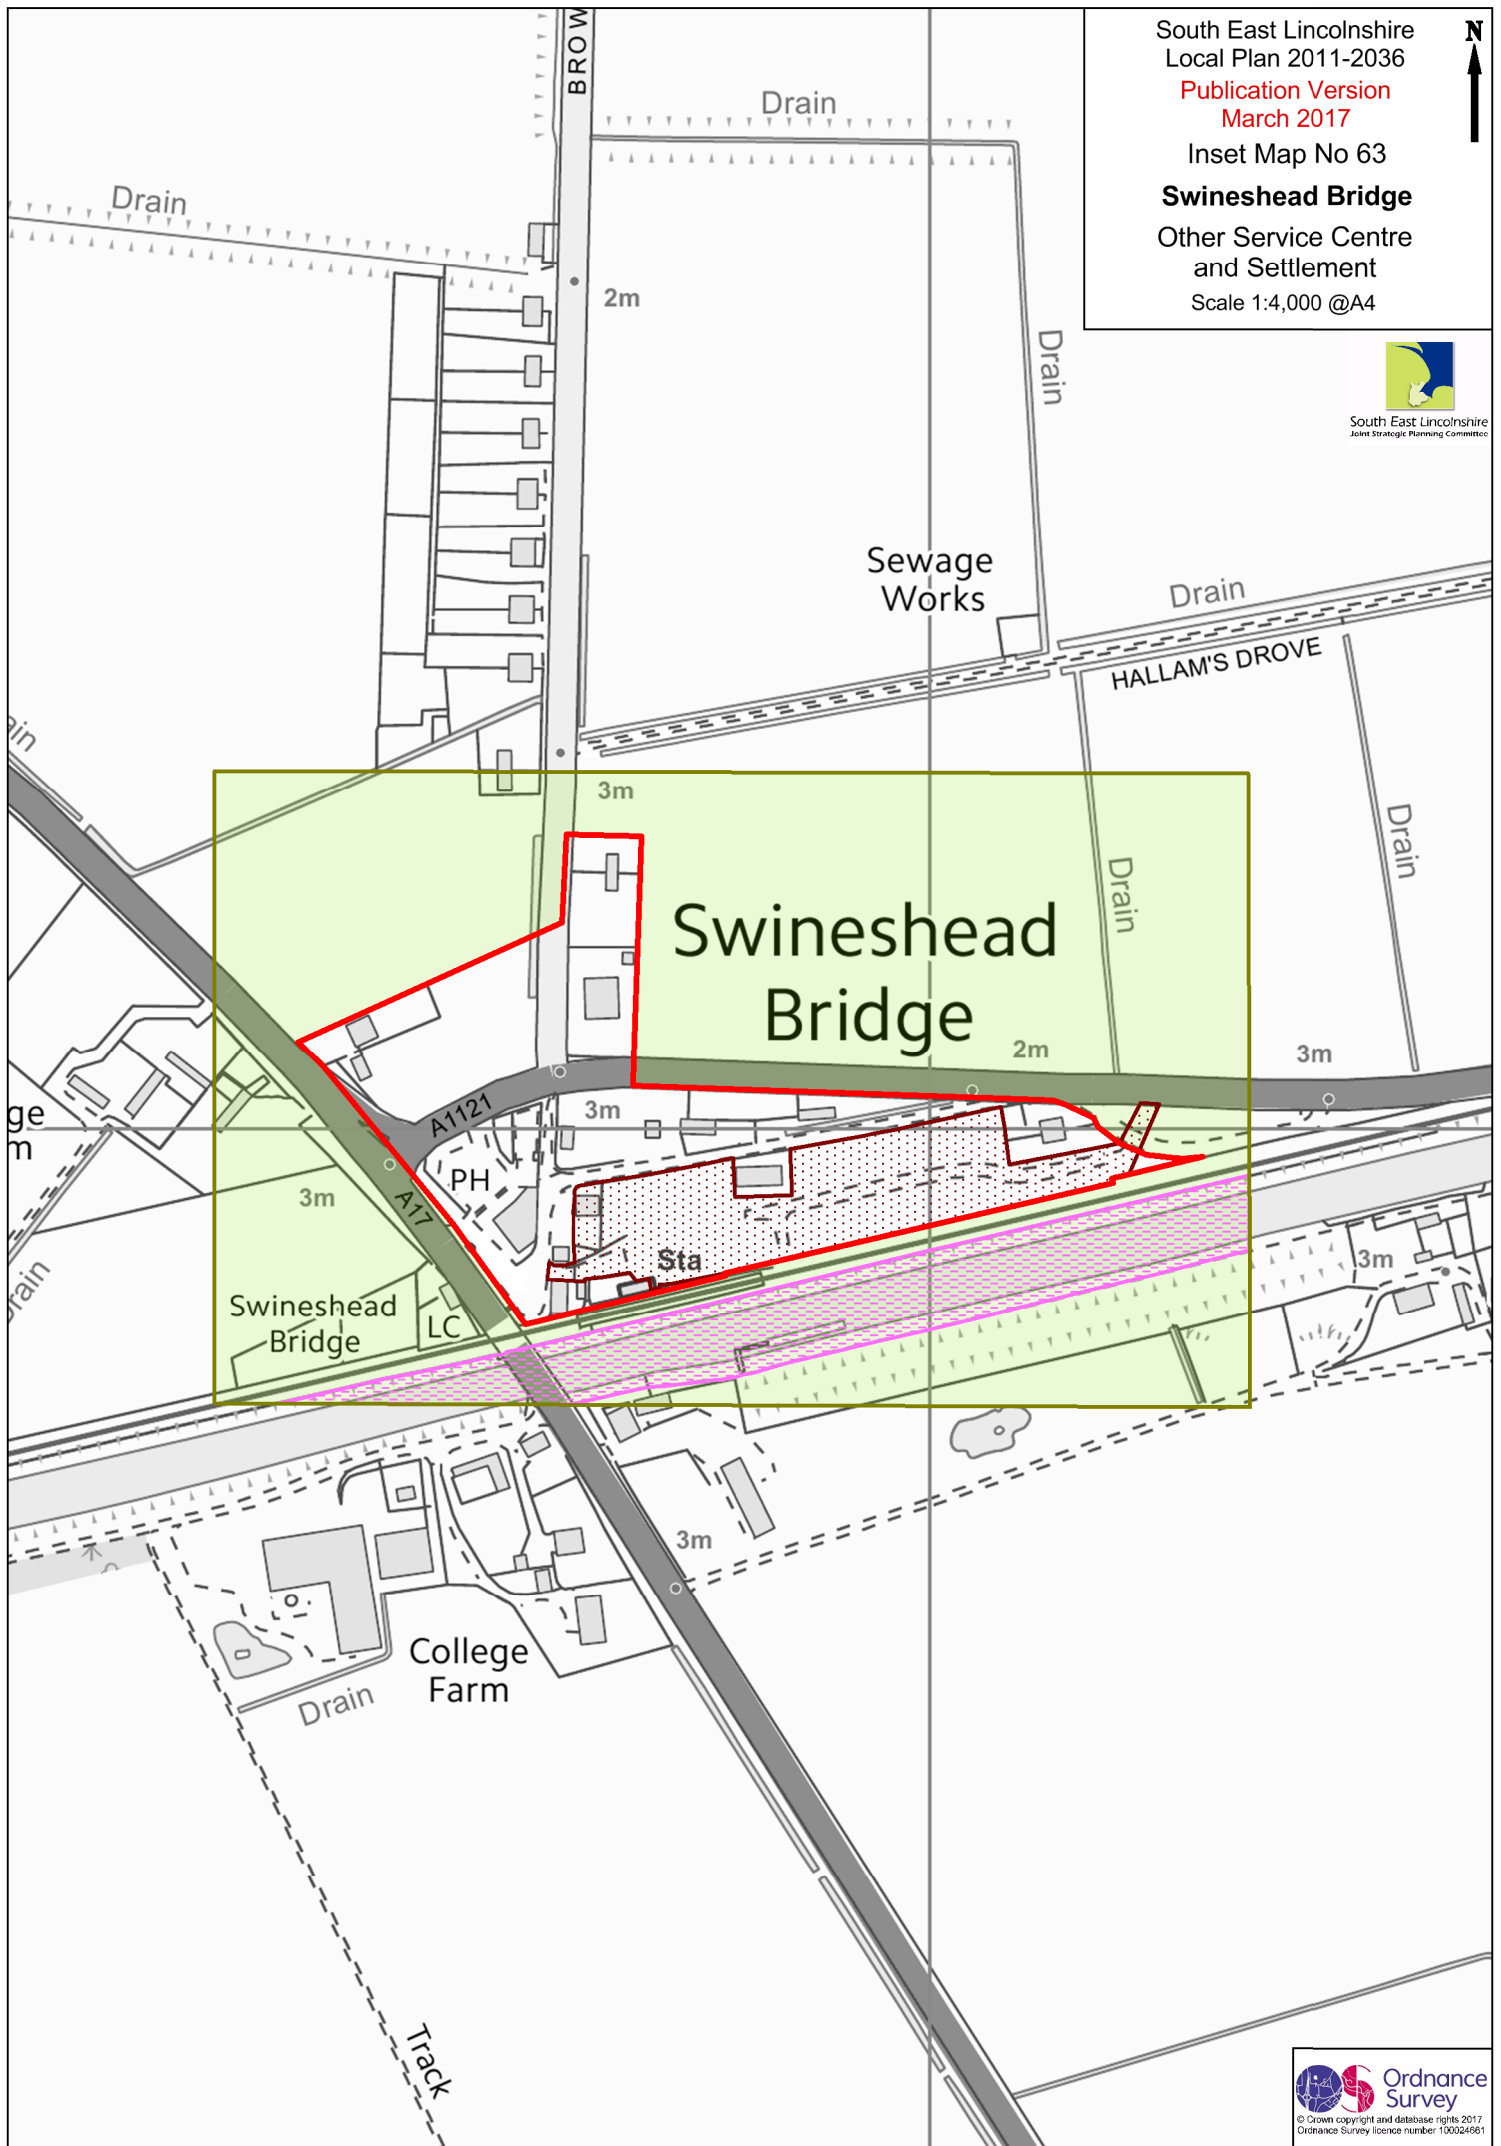 South East Lincolnshire
Local Plan 2011-2036
Publication Version
March 2017
Inset Map No 63
Swineshead Bridge
Other Service Centre
and Settlement
Scale 1:4,000 @A4
N
South East Lincolnshire
Joint Strategic Planning Committee
BROW
Drain
Drain
2m
Drain
Sewage
Works
Drain
HALLAM'S DROVE
ain
3m
Drain
Drain
Swineshead
Bridge
2m
3m
A1121
3m
ge
m
PH
3m
A17
Sta
3m
Drain
Swineshead
Bridge
LC
3m
College
Farm
Drain
Track
Ordnance
Survey
© Crown copyright and database rights 2017
Ordnance Survey licence number 100024661